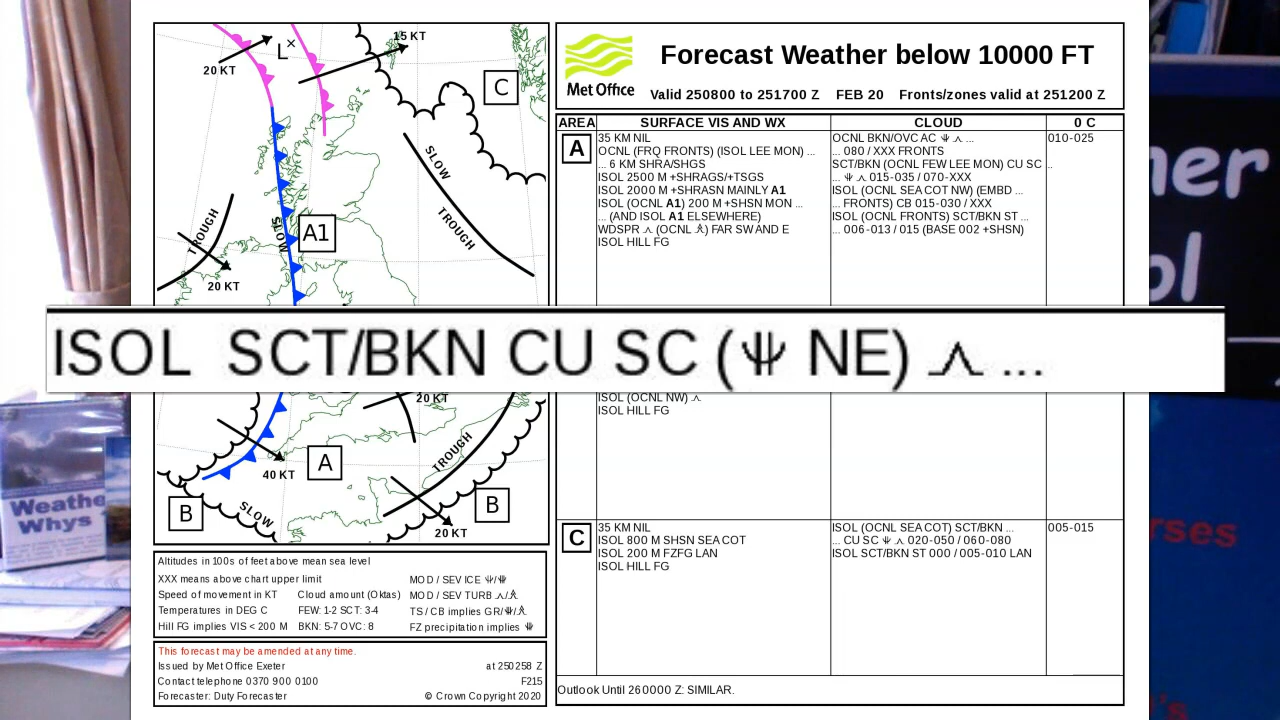 20 KT
L
15 KT
C
SLOW
TROUGH
TROUGH
20 KT
SLOW
A1
20 KT
40 KT
A
TROUGH
B
SLOW
B
20 KT
Altitudes in 100s of feet above mean sea level
XXX means above chart upper limit MOD / SEV ICE
Speed of movement in KT Cloud amount (Oktas) MOD / SEV TURB
Temperatures in DEG C FEW: 1-2 SCT: 3-4 TS / CB implies GR/
Hill FG implies VIS < 200 M BKN: 5-7 OVC: 8 FZ precipitation implies
This forecast may be amended at any time.
Issued by Met Office Exeter at 250258 Z
Contact telephone 0370 900 0100 F215
Forecaster: Duty Forecaster © Crown Copyright 2020
Met Office
Forecast Weather below 10000 FT
Valid 250800 to 251700 Z FEB 20 Fronts/zones valid at 251200 Z
AREA SURFACE VIS AND WX CLOUD 0 C
A
35 KM NIL
OCNL (FRQ FRONTS) (ISOL LEE MON) ...
... 6 KM SHRA/SHGS
ISOL 2500 M +SHRAGS/+TSGS
ISOL 2000 M +SHRASN MAINLY A1
ISOL (OCNL A1) 200 M +SHSN MON ...
... (AND ISOL A1 ELSEWHERE)
WDSPR (OCNL ) FAR SW AND E
ISOL HILL FG
OCNL BKN/OVC AC ...
... 080 / XXX FRONTS
SCT/BKN (OCNL FEW LEE MON) CU SC ...
... 015-035 / 070-XXX
ISOL (OCNL SEA COT NW) (EMBD ...
... FRONTS) CB 015-030 / XXX
ISOL (OCNL FRONTS) SCT/BKN ST ...
... 006-013 / 015 (BASE 002 +SHSN)
010-025
ISOL SCT/BKN CU SC ( NE) ...
ISOL (OCNL NW)
ISOL HILL FG
C
35 KM NIL
ISOL 800 M SHSN SEA COT
ISOL 200 M FZFG LAN
ISOL HILL FG
ISOL (OCNL SEA COT) SCT/BKN ...
... CU SC 020-050 / 060-080
ISOL SCT/BKN ST 000 / 005-010 LAN
005-015
Outlook Until 260000 Z: SIMILAR.
Weathe
Whys
her
ol
rses
's